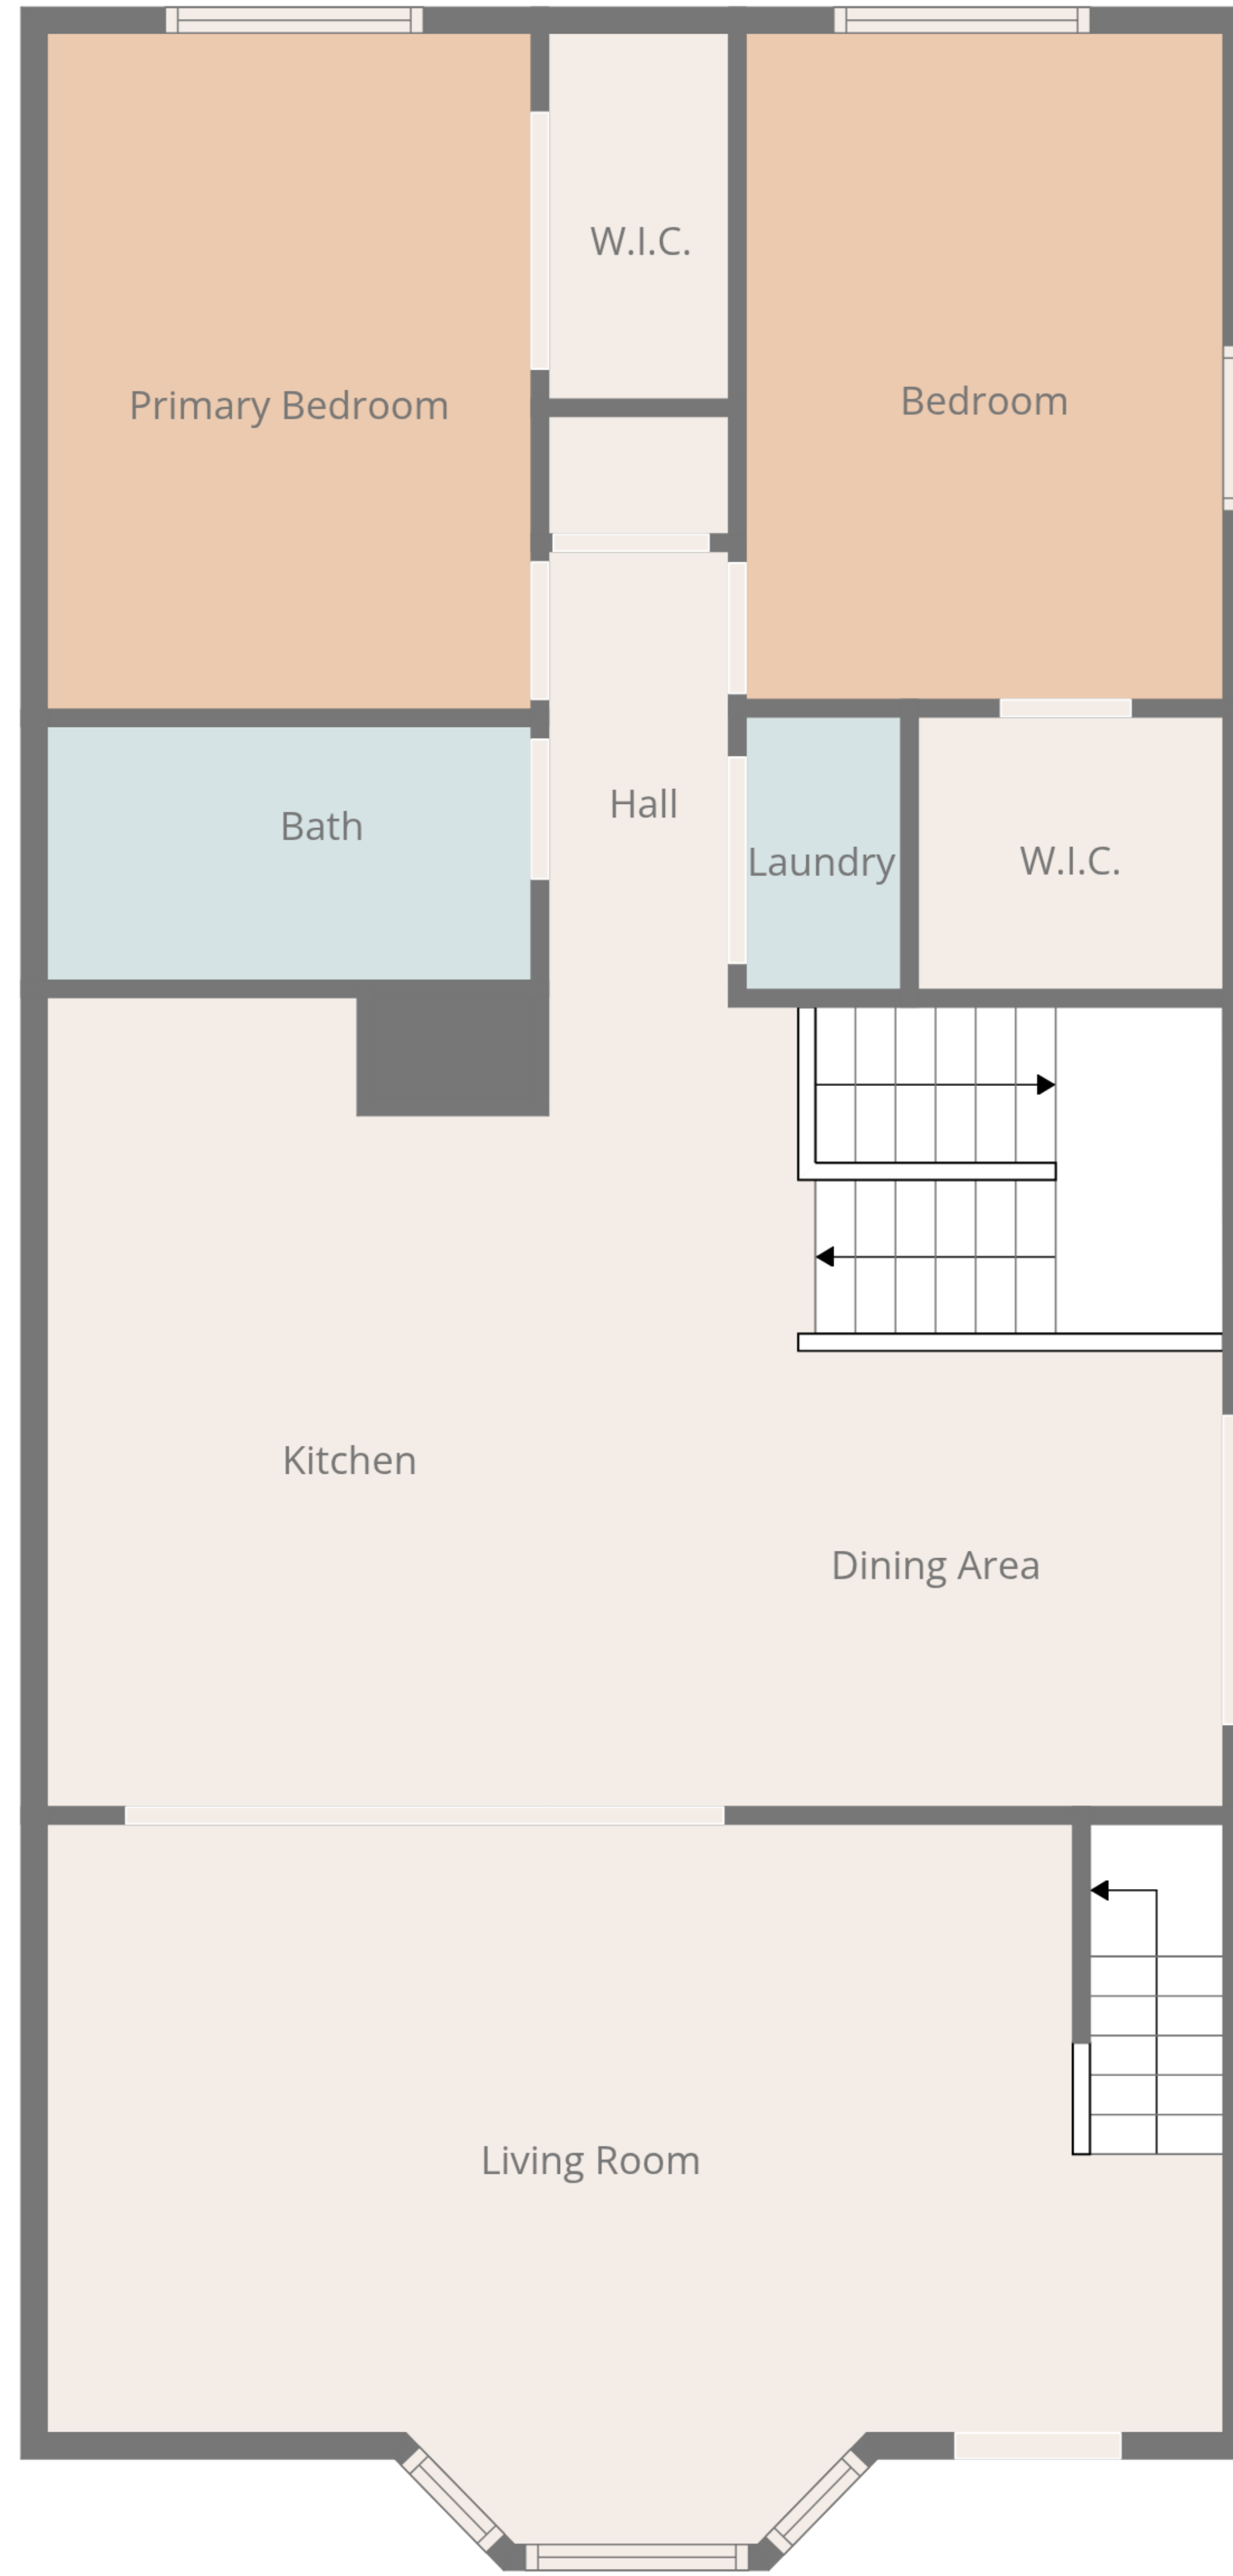 W.I.C.
Primary Bedroom
Bedroom
Hall
Bath
Laundry
W.I.C.
Kitchen
Dining Area
Living Room